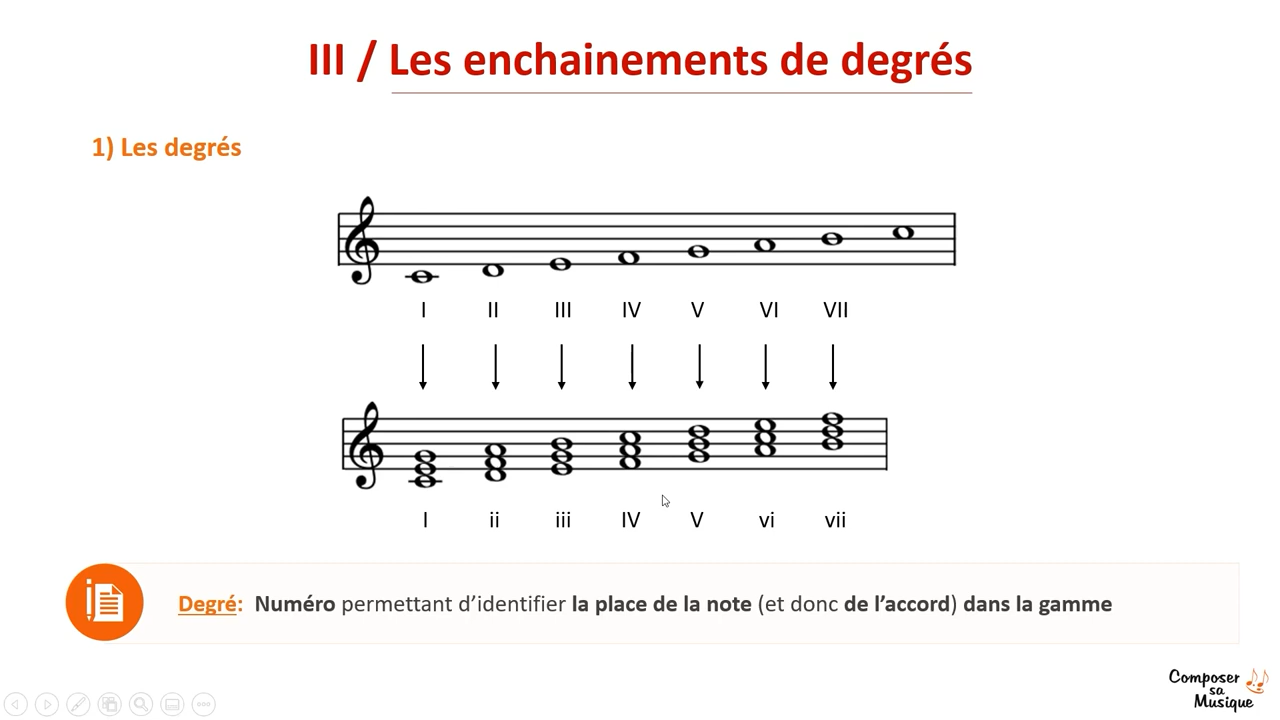 III / Les enchainements de degrés
1) Les degrés
I II III IV V VI VII
I ii iii IV V vi vii
Degré: Numéro permettant d’identifier la place de la note (et donc de l’accord) dans la gamme
Composer
sa
Musique